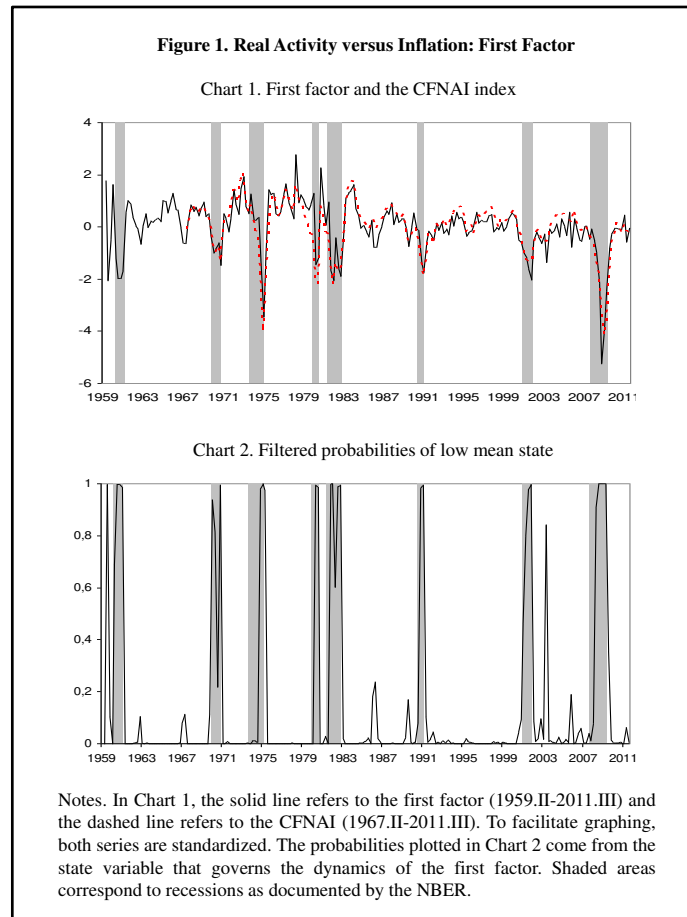 Figure 1. Real Activity versus Inflation: First Factor
Chart 1. First factor and the CFNAI index
4
2
0
-2
-4
-6
1959 1963 1967 1971 1975 1979 1983 1987 1991 1995 1999 2003 2007 2011
Chart 2. Filtered probabilities of low mean state
1
0,8
0,6
0,4
0,2
0
1959 1963 1967 1971 1975 1979 1983 1987 1991 1995 1999 2003 2007 2011
Notes. In Chart 1, the solid line refers to the first factor (1959.II-2011.III) and
the dashed line refers to the CFNAI (1967.II-2011.III). To facilitate graphing,
both series are standardized. The probabilities plotted in Chart 2 come from the
state variable that governs the dynamics of the first factor. Shaded areas
correspond to recessions as documented by the NBER.